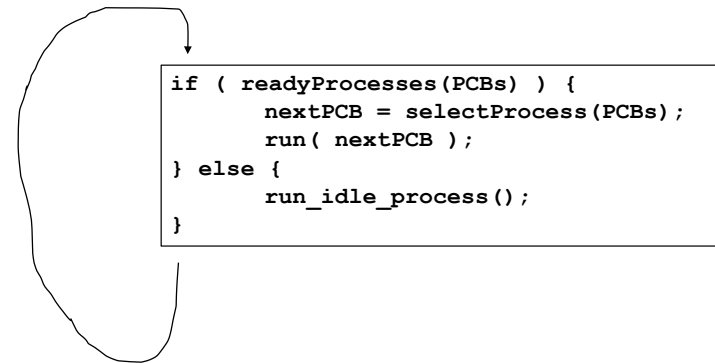 if ( readyProcesses(PCBs) ) {
nextPCB = selectProcess(PCBs);
run( nextPCB );
} else {
run_idle_process();
}